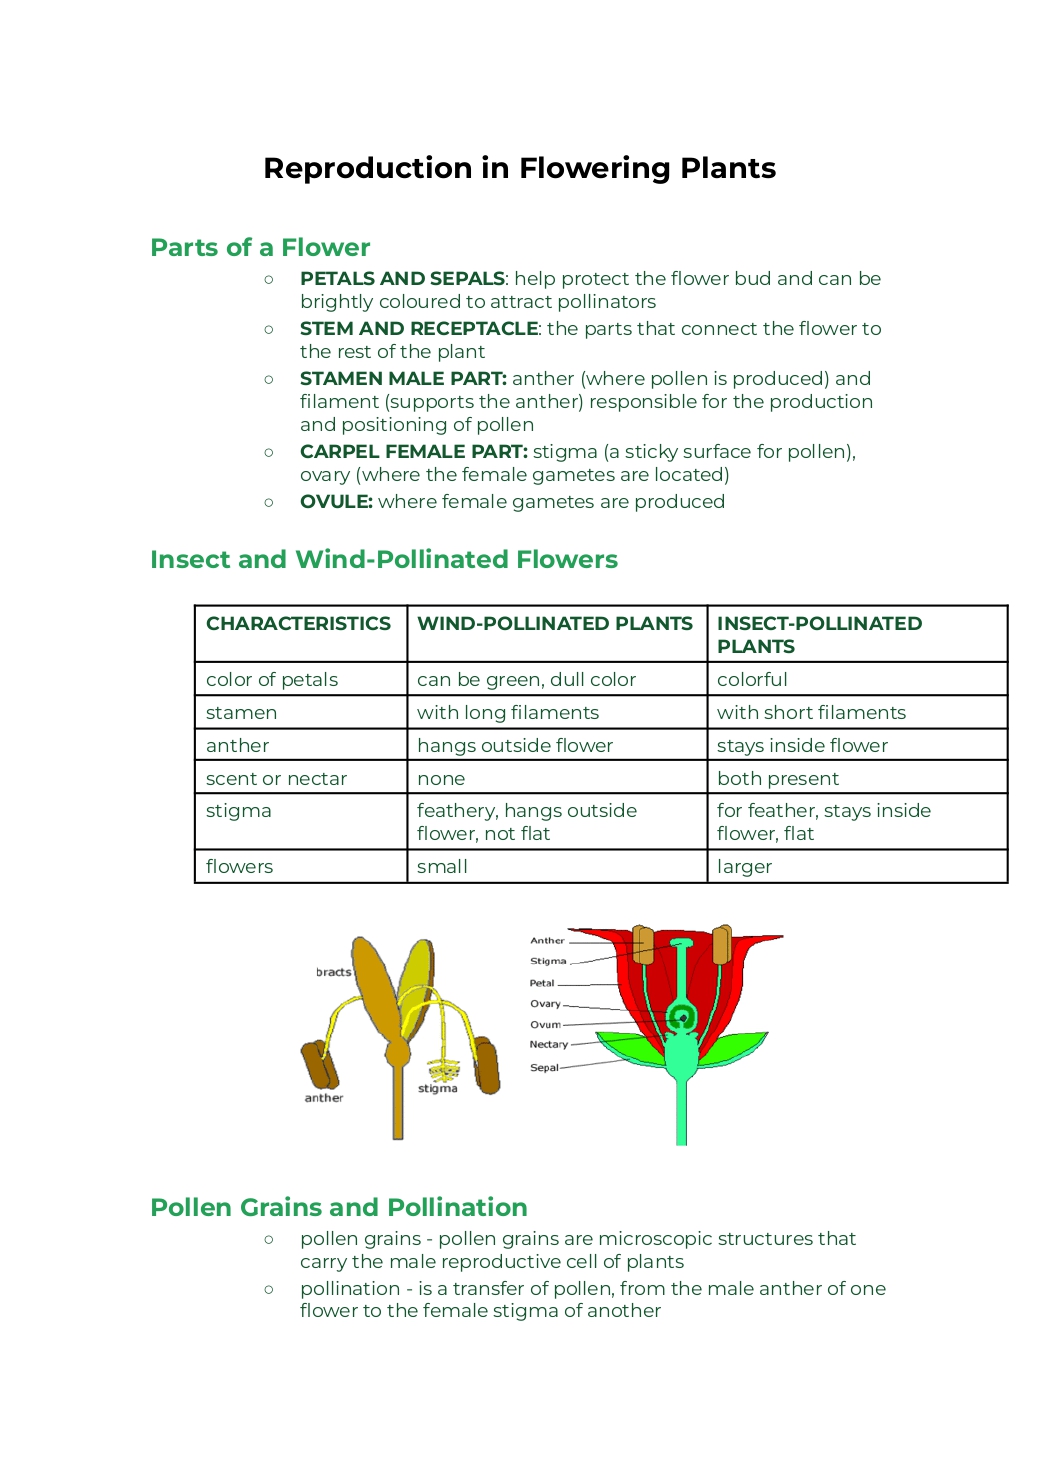 Reproduction in Flowering Plants
Parts of a Flower
○ PETALS AND SEPALS: help protect the flower bud and can be
brightly coloured to attract pollinators
○ STEM AND RECEPTACLE: the parts that connect the flower to
the rest of the plant
○ STAMEN MALE PART: anther (where pollen is produced) and
filament (supports the anther) responsible for the production
and positioning of pollen
○ CARPEL FEMALE PART: stigma (a sticky surface for pollen),
ovary (where the female gametes are located)
○ OVULE: where female gametes are produced
Insect and Wind-Pollinated Flowers
CHARACTERISTICS WIND-POLLINATED PLANTS INSECT-POLLINATED
PLANTS
color of petals can be green, dull color colorful
stamen with long filaments with short filaments
anther hangs outside flower stays inside flower
scent or nectar none both present
stigma feathery, hangs outside for feather, stays inside
flower, not flat flower, flat
flowers small larger
bracts
anther
stigma
Anther
Stigma
Petal
Ovary
Ovum
Nectary
Sepal
Pollen Grains and Pollination
○ pollen grains - pollen grains are microscopic structures that
carry the male reproductive cell of plants
○ pollination - is a transfer of pollen, from the male anther of one
flower to the female stigma of another